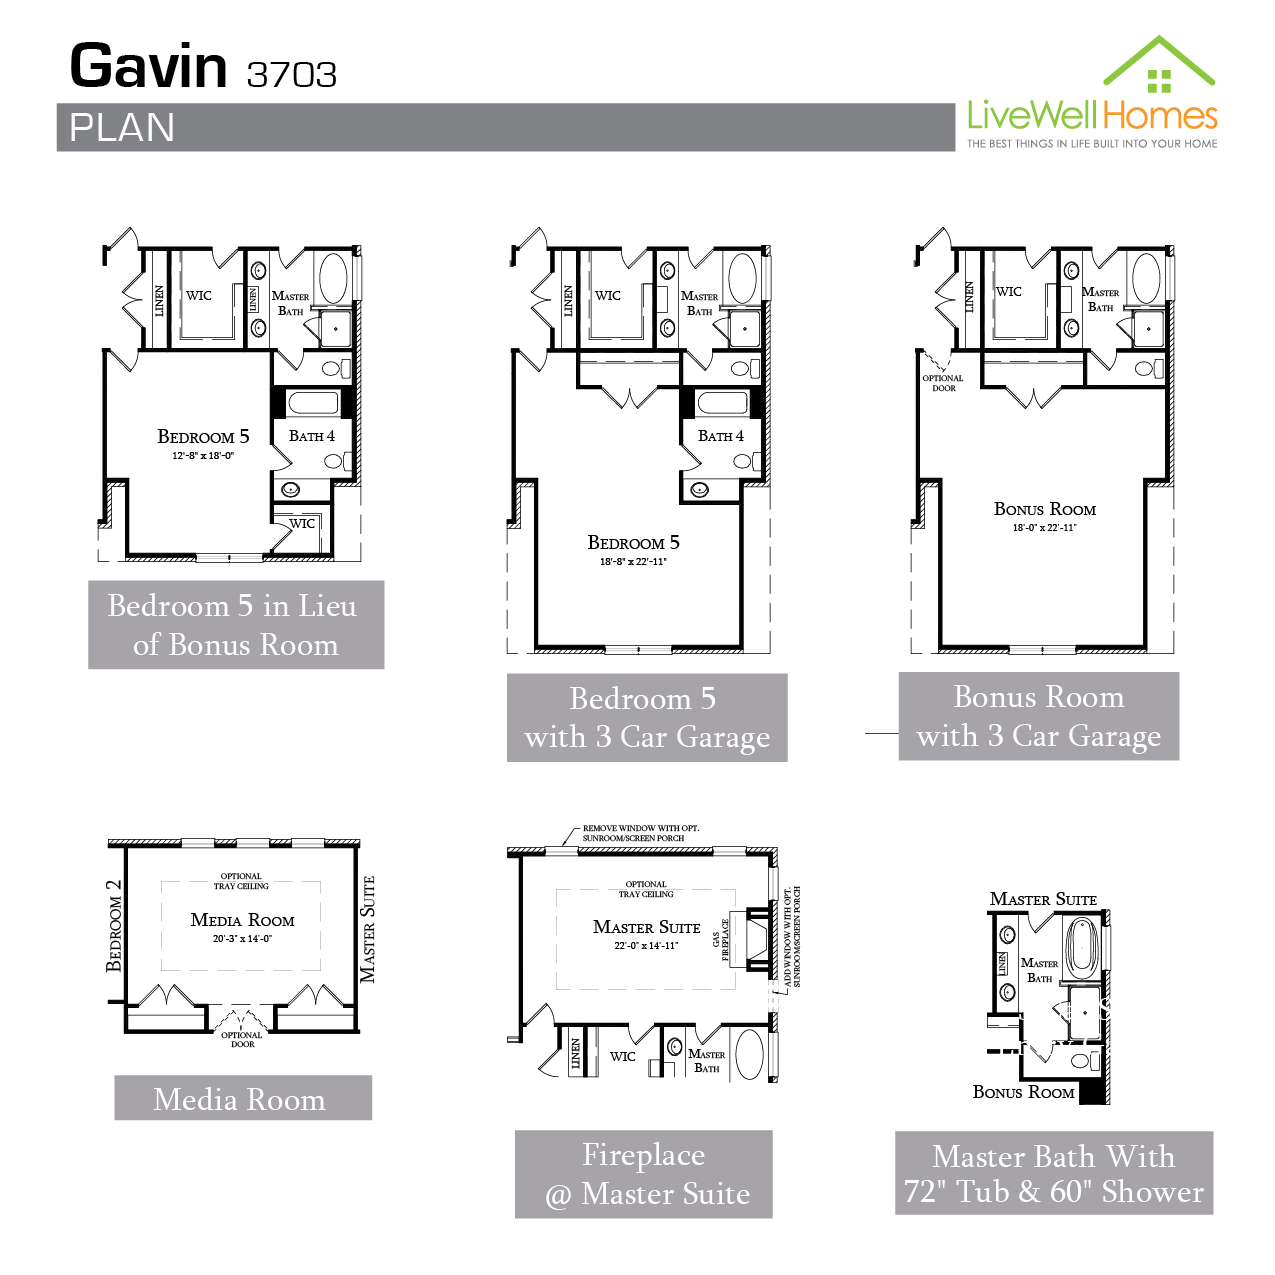 Gavin 3703
PLAN
LiveWell Homes
THE BEST THINGS IN LIFE BUILT INTO YOUR HOME
LINEN
WIC
LINEN
MASTER
BATH
BEDROOM 5
12'-8" x 18'-0"
BATH 4
WIC
Bedroom 5 in Lieu
of Bonus Room
LINEN
WIC
MASTER
BATH
BATH 4
BEDROOM 5
18'-8" x 22'-11"
Bedroom 5
with 3 Car Garage
LINEN
WIC
MASTER
BATH
OPTIONAL
DOOR
BONUS ROOM
18'-0" x 22'-11"
Bonus Room
with 3 Car Garage
BEDROOM 2
OPTIONAL
TRAY CEILING
MEDIA ROOM
20'-3" x 14'-0"
MASTER SUITE
OPTIONAL
DOOR
Media Room
REMOVE WINDOW WITH OPT.
SUNROOM/SCREEN PORCH
OPTIONAL
TRAY CEILING
MASTER SUITE
22'-0" x 14'-11"
GAS
FIREPLACE
ADD WINDOW WITH OPT.
SUNROOM/SCREEN PORCH
LINEN
WIC
MASTER
BATH
Fireplace
@ Master Suite
MASTER SUITE
LINEN
MASTER
BATH
BONUS ROOM
Master Bath With
72" Tub & 60" Shower